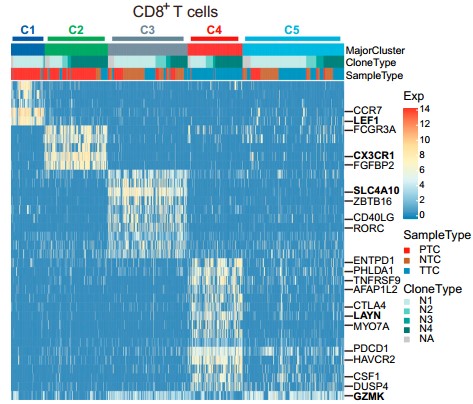 CD8+ T cells
C1 C2 C3 C4 C5
MajorCluster
CloneType
SampleType
CCR7
LEF1
FCGR3A
CX3CR1
FGFBP2
SLC4A10
ZBTB16
CD40LG
RORC
ENTPD1
PHLDA1
TNFRSF9
AFAP1L2
CTLA4
LAYN
MYO7A
PDCD1
HAVCR2
CSF1
DUSP4
GZMK
Exp
14
12
10
8
6
4
2
0
SampleType
PTC
NTC
TTC
CloneType
N1
N2
N3
N4
NA